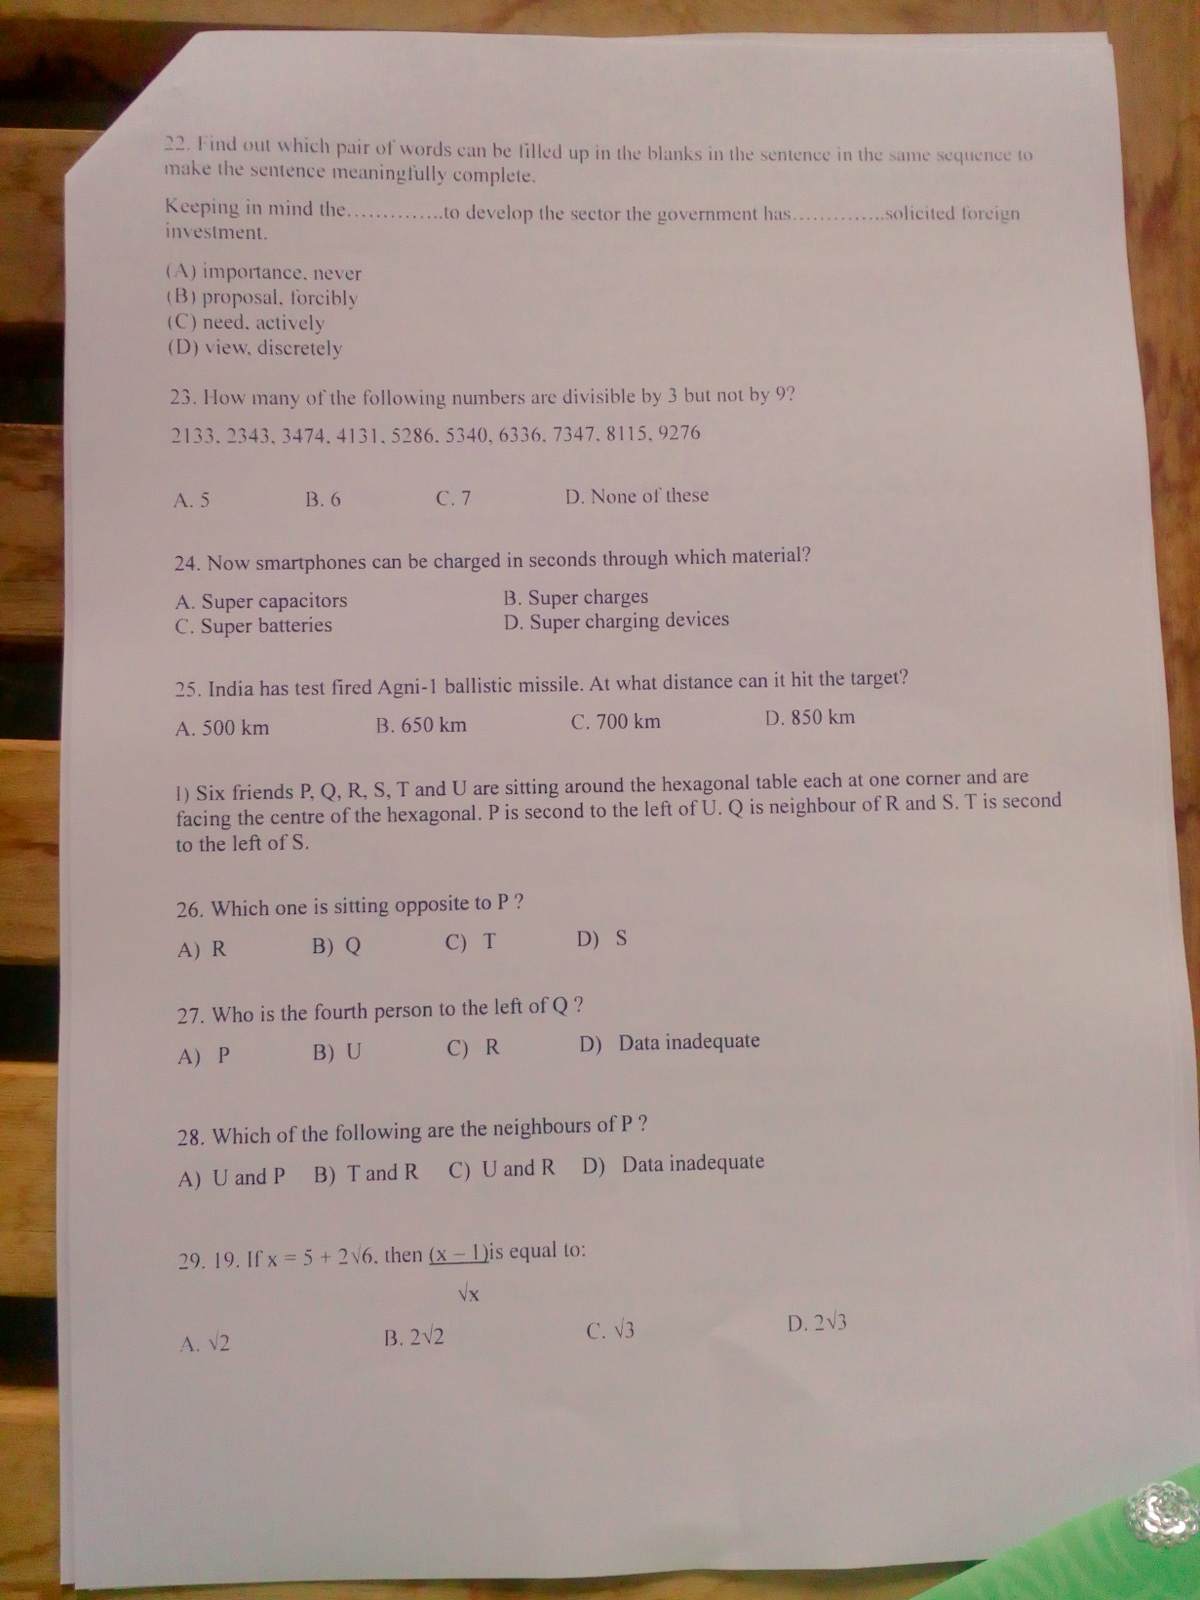 22. Find out which pair of words can be filled up in the blanks in the sentence in the same sequence to
make the sentence meaningfully complete.
Keeping in mind the..............to develop the sector the government has..............solicited foreign
investment.
(A) importance, never
(B) proposal, forcibly
(C) need, actively
(D) view, discretely
23. How many of the following numbers are divisible by 3 but not by 9?
2133, 2343, 3474, 4131, 5286, 5340, 6336, 7347, 8115, 9276
A. 5 B. 6 C. 7 D. None of these
24. Now smartphones can be charged in seconds through which material?
A. Super capacitors B. Super charges
C. Super batteries D. Super charging devices
25. India has test fired Agni-1 ballistic missile. At what distance can it hit the target?
A. 500 km B. 650 km C. 700 km D. 850 km
I) Six friends P, Q, R, S, T and U are sitting around the hexagonal table each at one corner and are
facing the centre of the hexagonal. P is second to the left of U. Q is neighbour of R and S. T is second
to the left of S.
26. Which one is sitting opposite to P ?
A) R B) Q C) T D) S
27. Who is the fourth person to the left of Q ?
A) P B) U C) R D) Data inadequate
28. Which of the following are the neighbours of P ?
A) U and P B) T and R C) U and R D) Data inadequate
29. 19. If x = 5 + 2√6, then (x – 1)is equal to:
√x
A. √2 B. 2√2 C. √3 D. 2√3